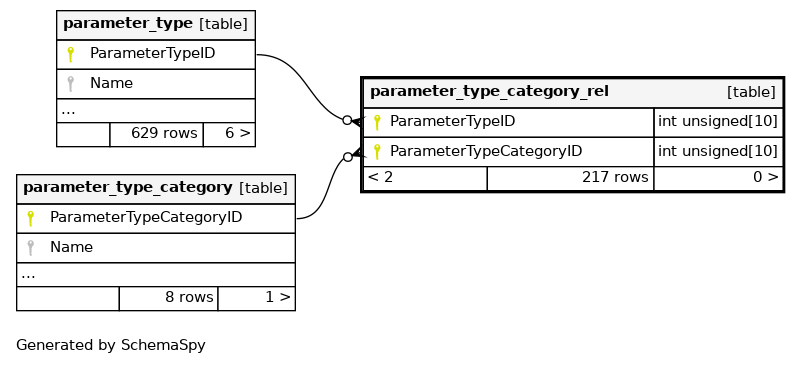 parameter_type [table]
ParameterTypeID
Name
...
629 rows 6 >
parameter_type_category_rel [table]
ParameterTypeID int unsigned[10]
ParameterTypeCategoryID int unsigned[10]
< 2 217 rows 0 >
parameter_type_category [table]
ParameterTypeCategoryID
Name
...
8 rows 1 >
Generated by SchemaSpy